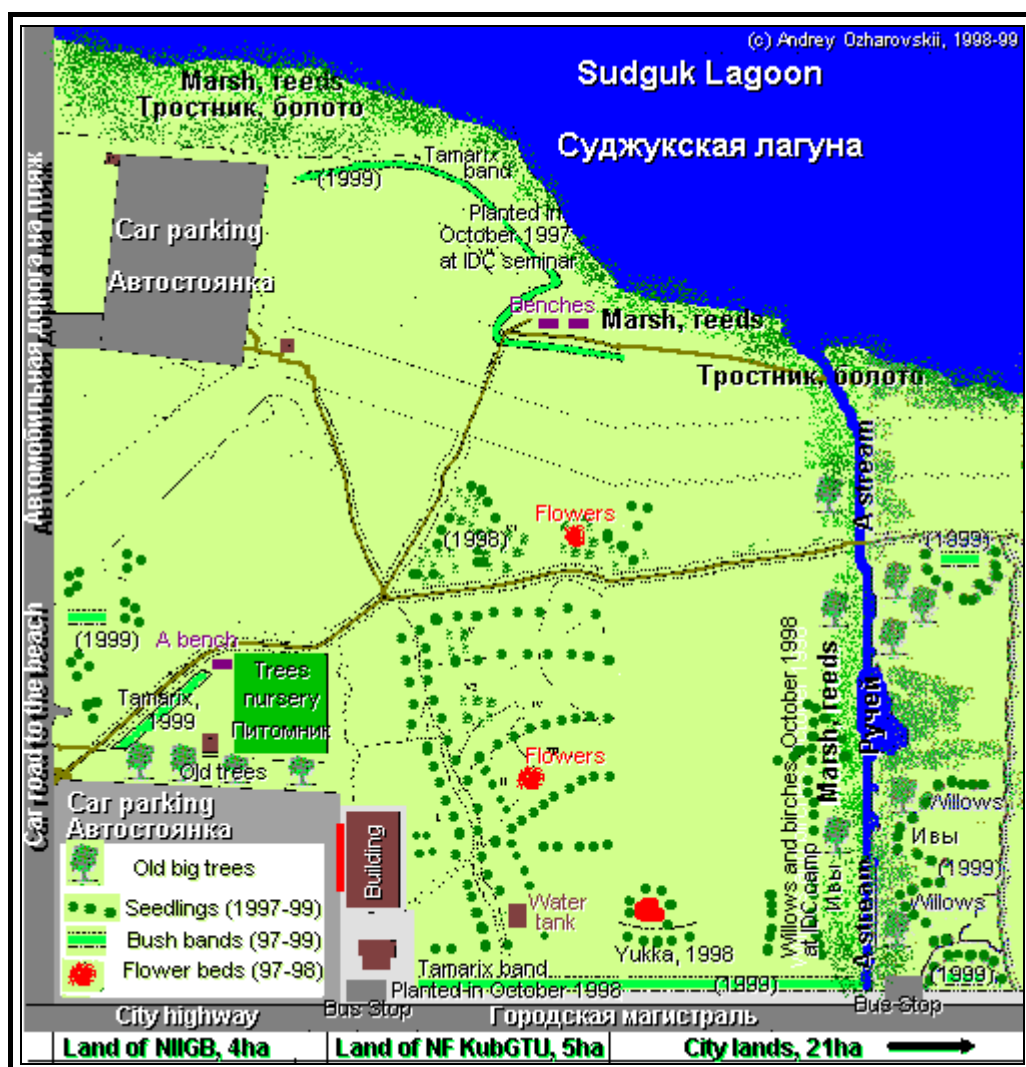 (c) Andrey Ozharovskii, 1998-99
Sudguk Lagoon
Суджукская лагуна
Marsh, reeds
Тростник, болото
Tamarix
band
(1999)
Planted in
October 1997
at IDC seminar
Car parking
Автостоянка
Benches
Marsh, reeds
Тростник, болото
Автомобильная дорога на пляж
A stream
Flowers
(1998)
(1999)
(1999)
A bench
Trees
nursery
Питомник
Tamarix,
1999
Old trees
Car road to the beach
Flowers
Willows and birches, October 1998
at IDC camp
Marsh, reeds
Ручей
Willows
Ивы
(1999)
Willows
Ивы
A stream
(1999)
Car parking
Автостоянка
Old big trees
Seedlings (1997-99)
Bush bands (97-99)
Flower beds (97-98)
Building
Water
tank
Yukka, 1998
Tamarix band
Planted in October 1998
(1999)
Bus Stop
Bus Stop
City highway
Городская магистраль
Land of NIIGB, 4ha
Land of NF KubGTU, 5ha
City lands, 21ha